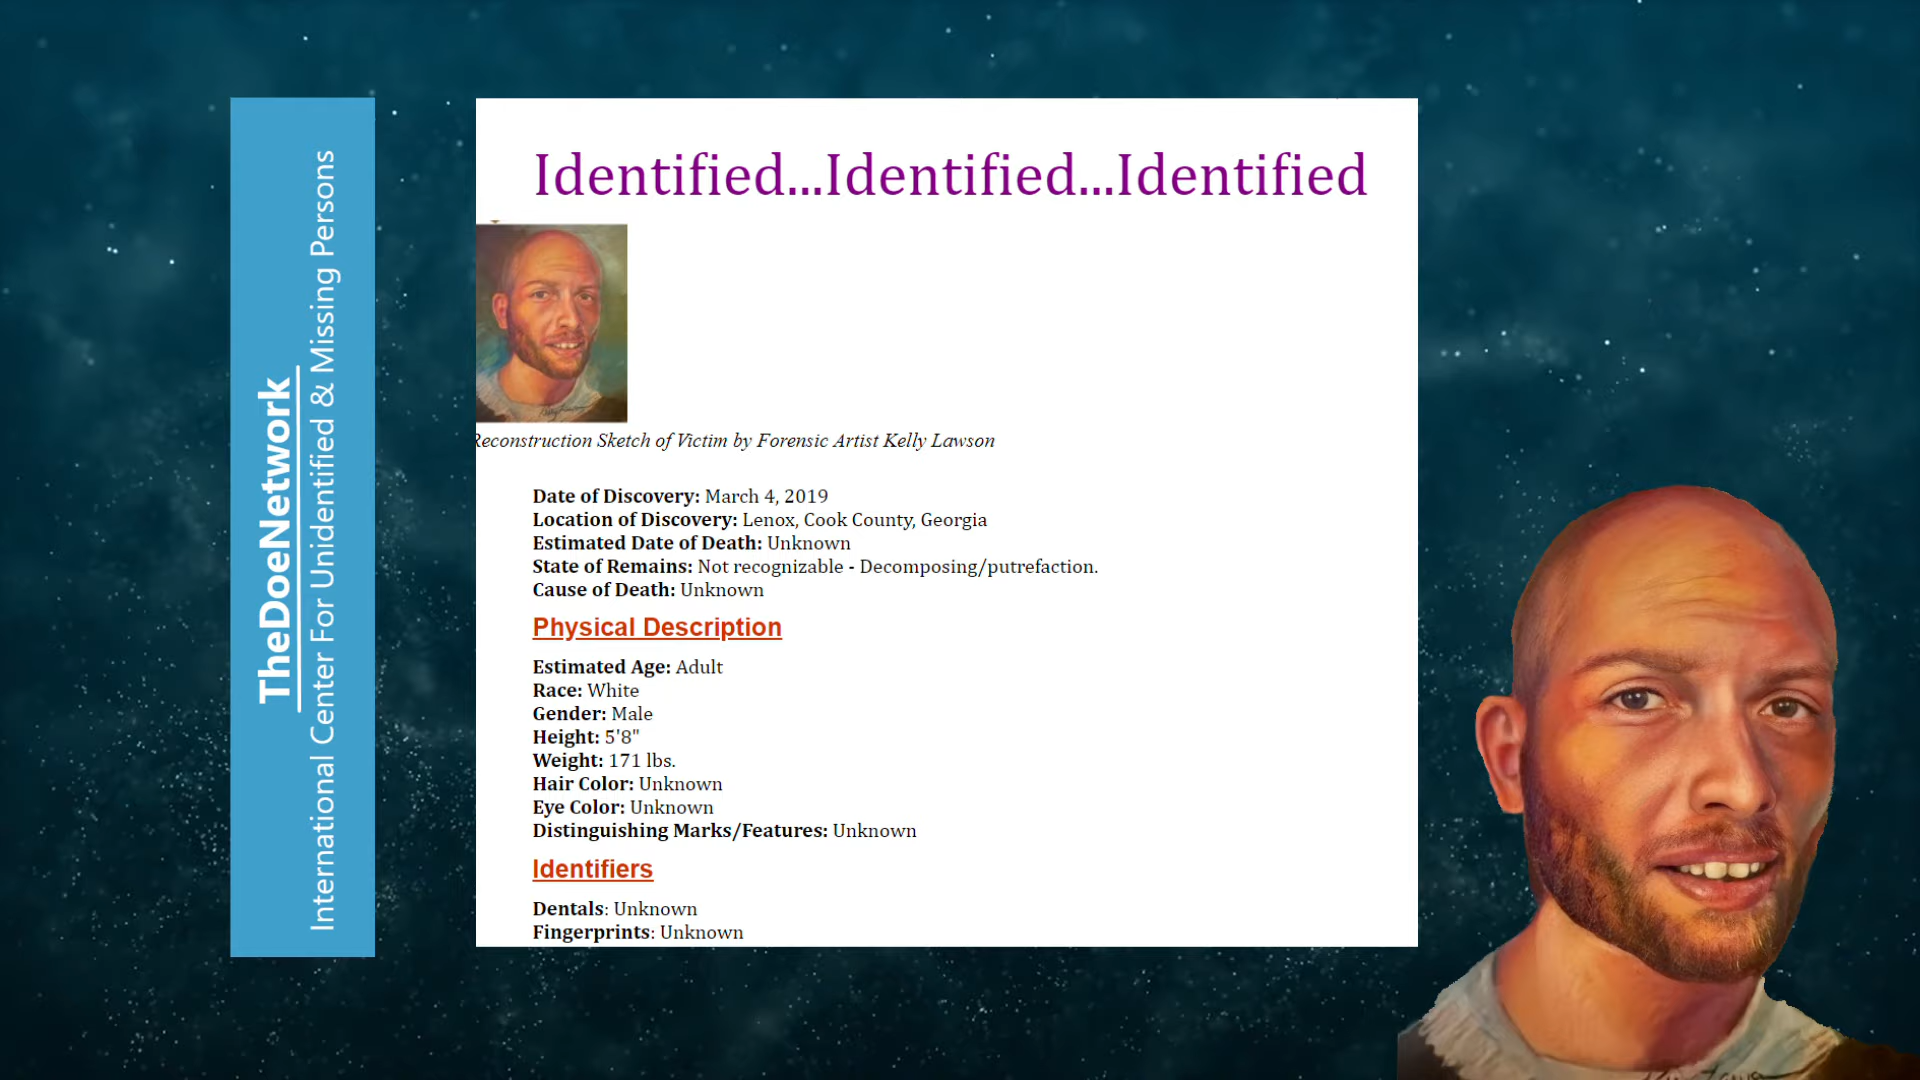 TheDoeNetwork
International Center For Unidentified & Missing Persons
Identified...Identified...Identified
Reconstruction Sketch of Victim by Forensic Artist Kelly Lawson
Date of Discovery: March 4, 2019
Location of Discovery: Lenox, Cook County, Georgia
Estimated Date of Death: Unknown
State of Remains: Not recognizable - Decomposing/putrefaction.
Cause of Death: Unknown
Physical Description
Estimated Age: Adult
Race: White
Gender: Male
Height: 5'8"
Weight: 171 lbs.
Hair Color: Unknown
Eye Color: Unknown
Distinguishing Marks/Features: Unknown
Identifiers
Dentals: Unknown
Fingerprints: Unknown